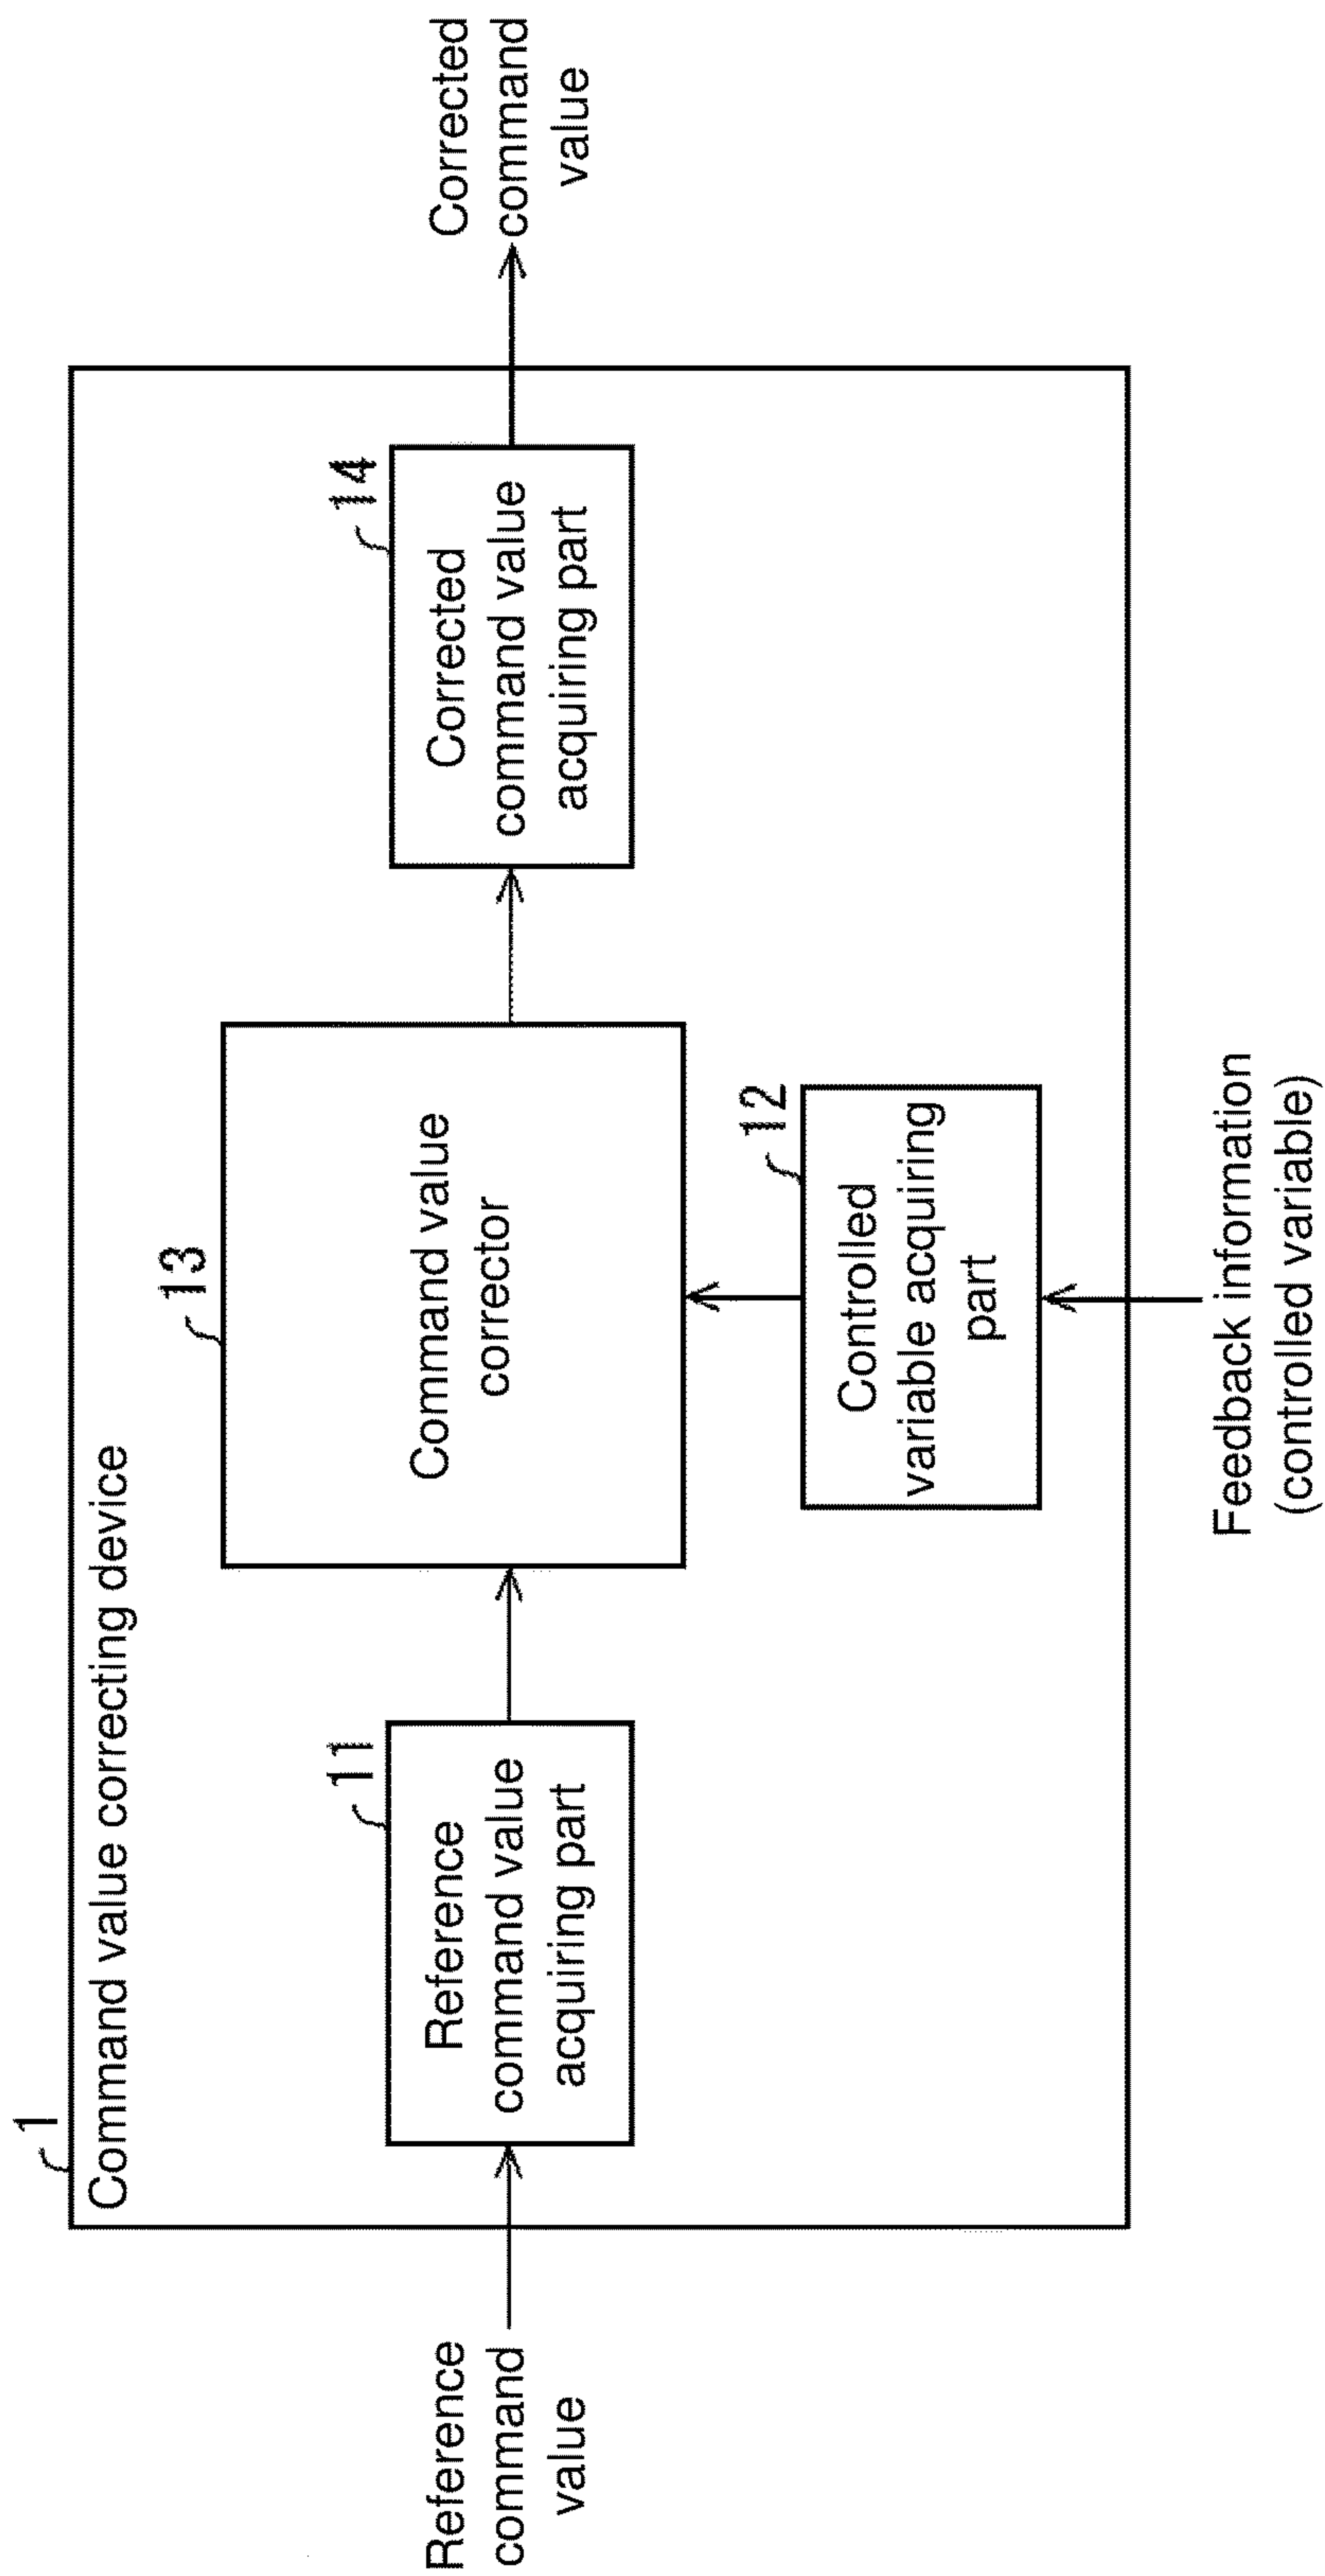 1
Command value correcting device
Reference
command
value
11
Reference
command value
acquiring part
13
Command value
corrector
12
Controlled
variable acquiring
part
Feedback information
(controlled variable)
14
Corrected
command value
acquiring part
Corrected
command
value